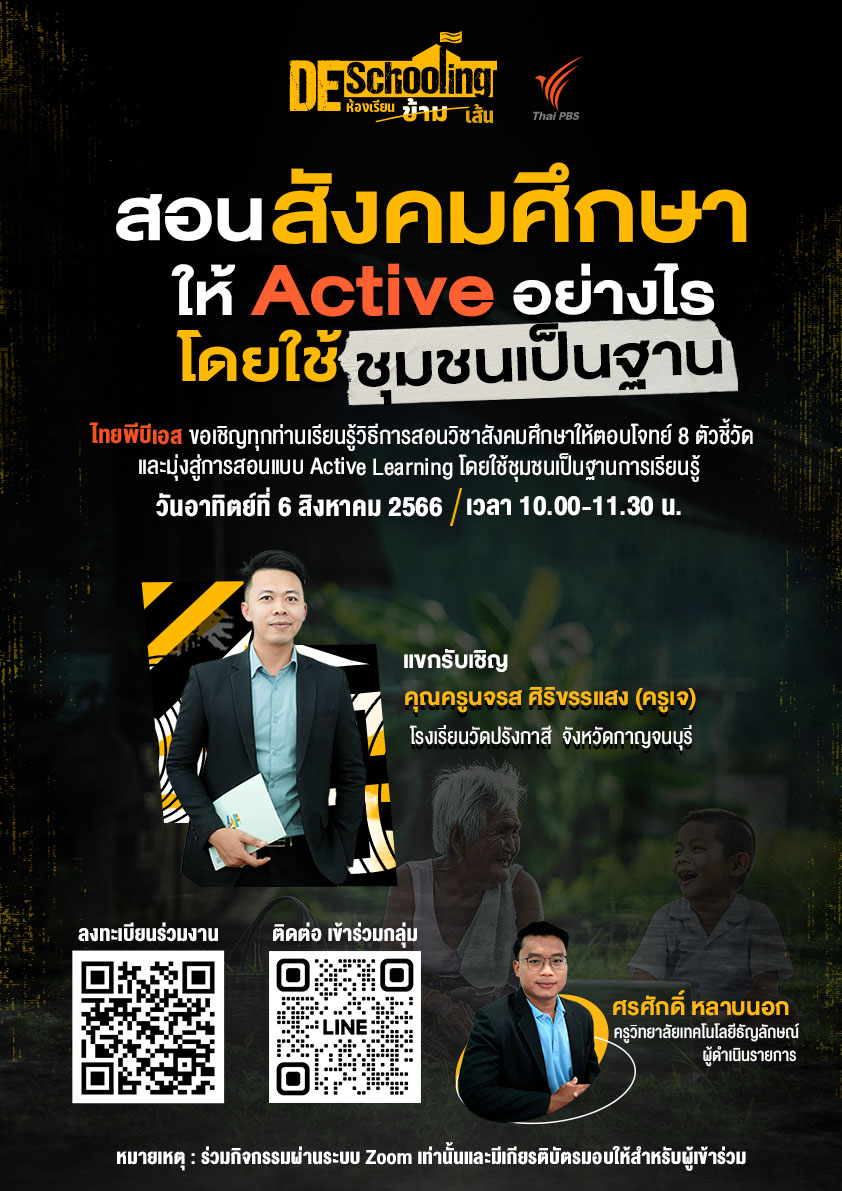 DESchooling
ห้องเรียน ข้าม เส้น
Thai PBS
สอนสังคมศึกษา
ให้ Active อย่างไร
โดยใช้ ชุมชนเป็นฐาน
ไทยพีบีเอส ขอเชิญทุกท่านเรียนรู้วิธีการสอนวิชาสังคมศึกษาให้ตอบโจทย์ 8 ตัวชี้วัด
และมุ่งสู่การสอนแบบ Active Learning โดยใช้ชุมชนเป็นฐานการเรียนรู้
วันอาทิตย์ที่ 6 สิงหาคม 2566 / เวลา 10.00-11.30 น.
แขกรับเชิญ
คุณครูนจรส ศิริขรรแสง (ครูเจ)
โรงเรียนวัดปรังกาสี จังหวัดกาญจนบุรี
ลงทะเบียนร่วมงาน
ติดต่อ เข้าร่วมกลุ่ม
LINE
ศรศักดิ์ หลาบนอก
ครูวิทยาลัยเทคโนโลยีธัญลักษณ์
ผู้ดำเนินรายการ
หมายเหตุ : ร่วมกิจกรรมผ่านระบบ Zoom เท่านั้นและมีเกียรติบัตรมอบให้สำหรับผู้เข้าร่วม